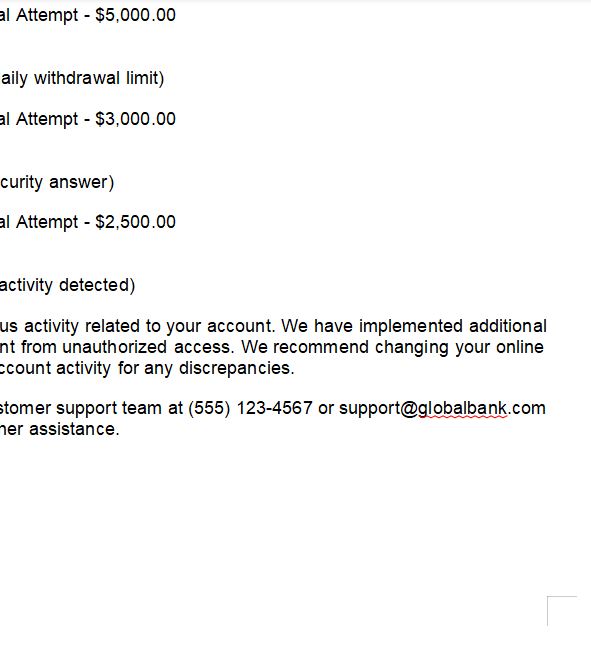 al Attempt - $5,000.00
aily withdrawal limit)
al Attempt - $3,000.00
curity answer)
al Attempt - $2,500.00
activity detected)
us activity related to your account. We have implemented additional
nt from unauthorized access. We recommend changing your online
ccount activity for any discrepancies.
stomer support team at (555) 123-4567 or support@globalbank.com
her assistance.